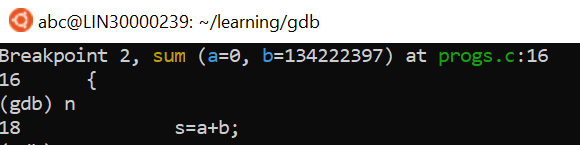 abc@LIN30000239: ~/learning/gdb
Breakpoint 2, sum (a=0, b=134222397) at progs.c:16
16      {
(gdb) n
18              s=a+b;